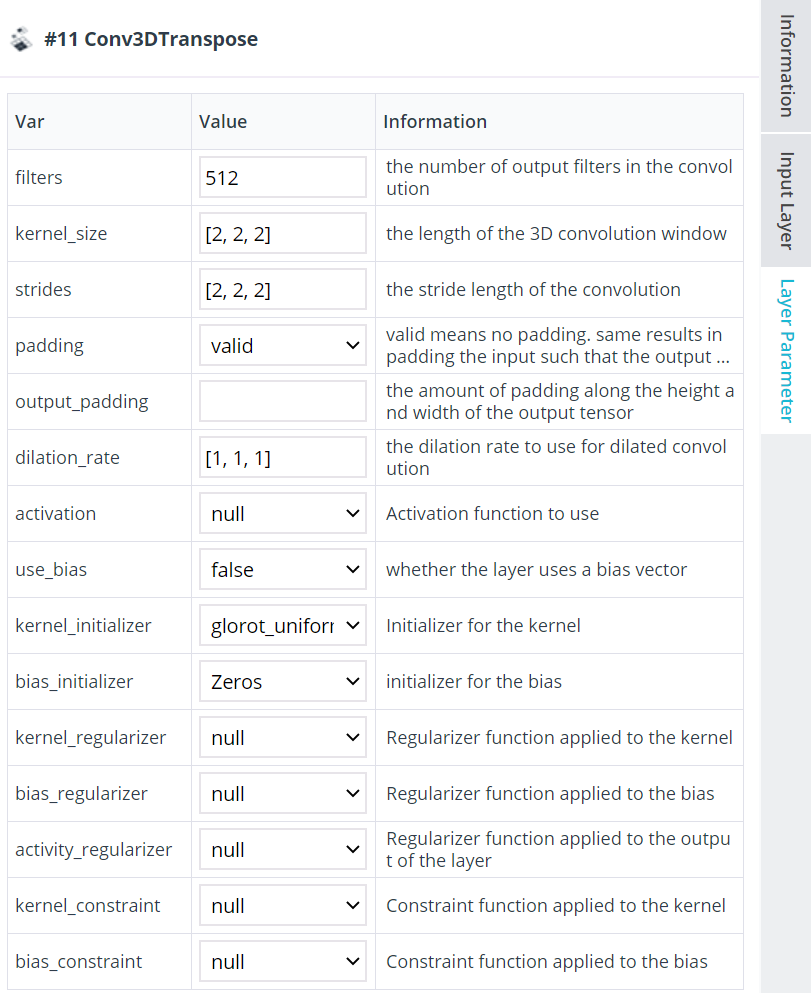 #11 Conv3DTranspose
Var Value Information
filters 512 the number of output filters in the convol
ution
kernel_size [2, 2, 2] the length of the 3D convolution window
strides [2, 2, 2] the stride length of the convolution
padding valid valid means no padding. same results in
padding the input such that the output ...
output_padding the amount of padding along the height a
nd width of the output tensor
dilation_rate [1, 1, 1] the dilation rate to use for dilated convol
ution
activation null Activation function to use
use_bias false whether the layer uses a bias vector
kernel_initializer glorot_uniforr Initializer for the kernel
bias_initializer Zeros initializer for the bias
kernel_regularizer null Regularizer function applied to the kernel
bias_regularizer null Regularizer function applied to the bias
activity_regularizer null Regularizer function applied to the outpu
t of the layer
kernel_constraint null Constraint function applied to the kernel
bias_constraint null Constraint function applied to the bias
Information
Input Layer
Layer Parameter